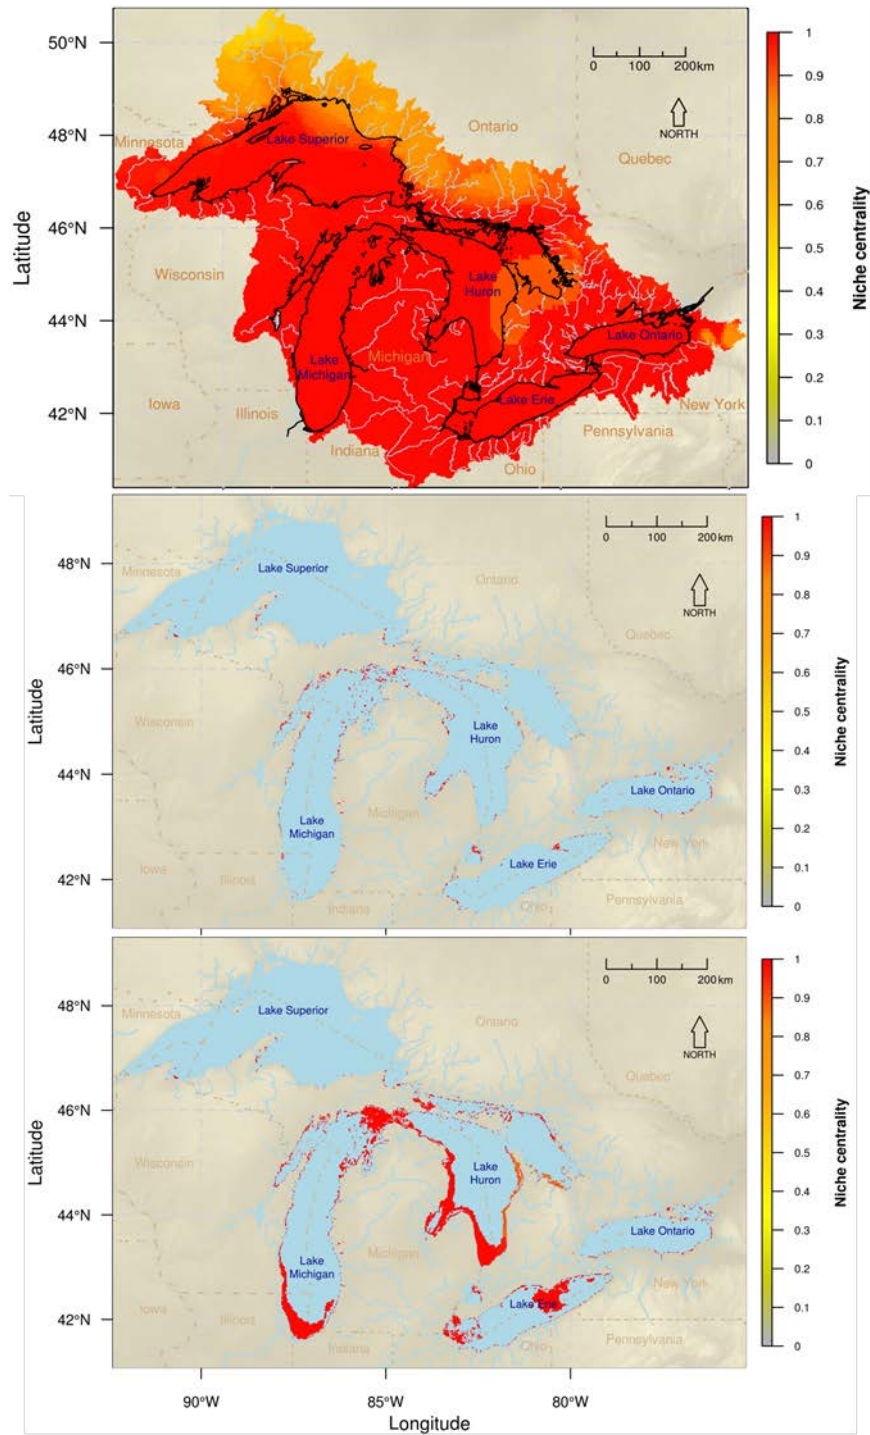 50°N
48°N
46°N
44°N
42°N
Latitude
0 100 200km
NORTH
Minnesota
Lake Superior
Ontario
Quebec
Wisconsin
Lake
Huron
Lake Ontario
Lake
Michigan
Michigan
Lake Erie
New York
Iowa
Illinois
Indiana
Ohio
Pennsylvania
1
0.9
0.8
0.7
0.6
0.5
0.4
0.3
0.2
0.1
0
Niche centrality
48°N
46°N
44°N
42°N
Latitude
0 100 200 km
NORTH
Minnesota
Lake Superior
Ontario
Quebec
Wisconsin
Lake
Huron
Lake Ontario
Michigan
Lake
Michigan
New York
Lake Erie
Iowa
Illinois
Indiana
Ohio
Pennsylvania
1
0.9
0.8
0.7
0.6
0.5
0.4
0.3
0.2
0.1
0
Niche centrality
48°N
46°N
44°N
42°N
Latitude
0 100 200 km
NORTH
Minnesota
Lake Superior
Ontario
Quebec
Wisconsin
Lake
Huron
Lake Ontario
Michigan
Lake
Michigan
New York
Lake Erie
Iowa
Illinois
Indiana
Ohio
Pennsylvania
1
0.9
0.8
0.7
0.6
0.5
0.4
0.3
0.2
0.1
0
Niche centrality
90°W 85°W 80°W
Longitude